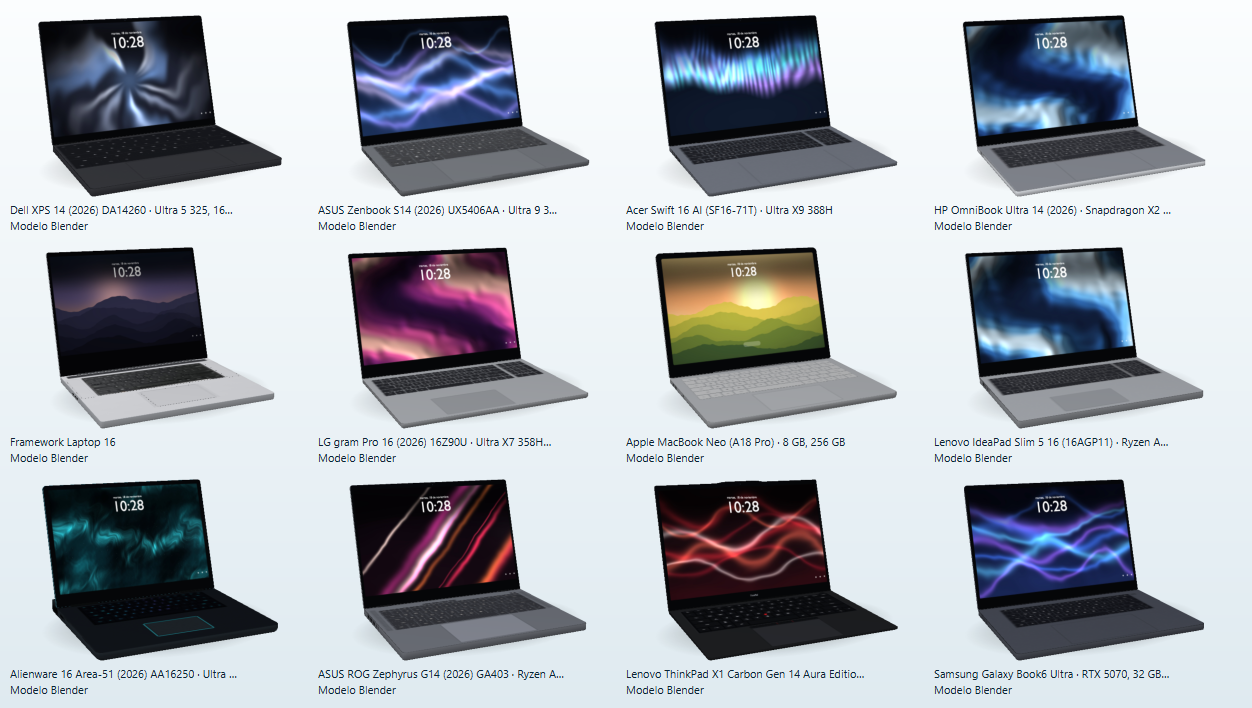 10:28
10:28
10:28
10:28
Dell XPS 14 (2026) DA14260 · Ultra 5 325, 16...
Modelo Blender
ASUS Zenbook S14 (2026) UX5406AA · Ultra 9 3...
Modelo Blender
Acer Swift 16 AI (SF16-71T) · Ultra X9 388H
Modelo Blender
HP OmniBook Ultra 14 (2026) · Snapdragon X2 ...
Modelo Blender
10:28
10:28
10:28
10:28
Framework Laptop 16
Modelo Blender
LG gram Pro 16 (2026) 16Z90U · Ultra X7 358H...
Modelo Blender
Apple MacBook Neo (A18 Pro) · 8 GB, 256 GB
Modelo Blender
Lenovo IdeaPad Slim 5 16 (16AGP11) · Ryzen A...
Modelo Blender
10:28
10:28
10:28
10:28
Alienware 16 Area-51 (2026) AA16250 · Ultra ...
Modelo Blender
ASUS ROG Zephyrus G14 (2026) GA403 · Ryzen A...
Modelo Blender
Lenovo ThinkPad X1 Carbon Gen 14 Aura Editio...
Modelo Blender
Samsung Galaxy Book6 Ultra · RTX 5070, 32 GB...
Modelo Blender